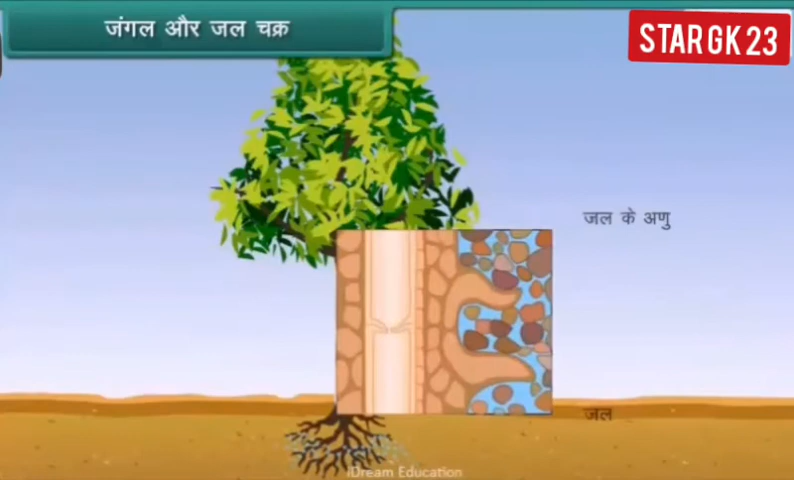 जंगल और जल चक्र
STAR GK 23
जल के अणु
जल
iDream Education